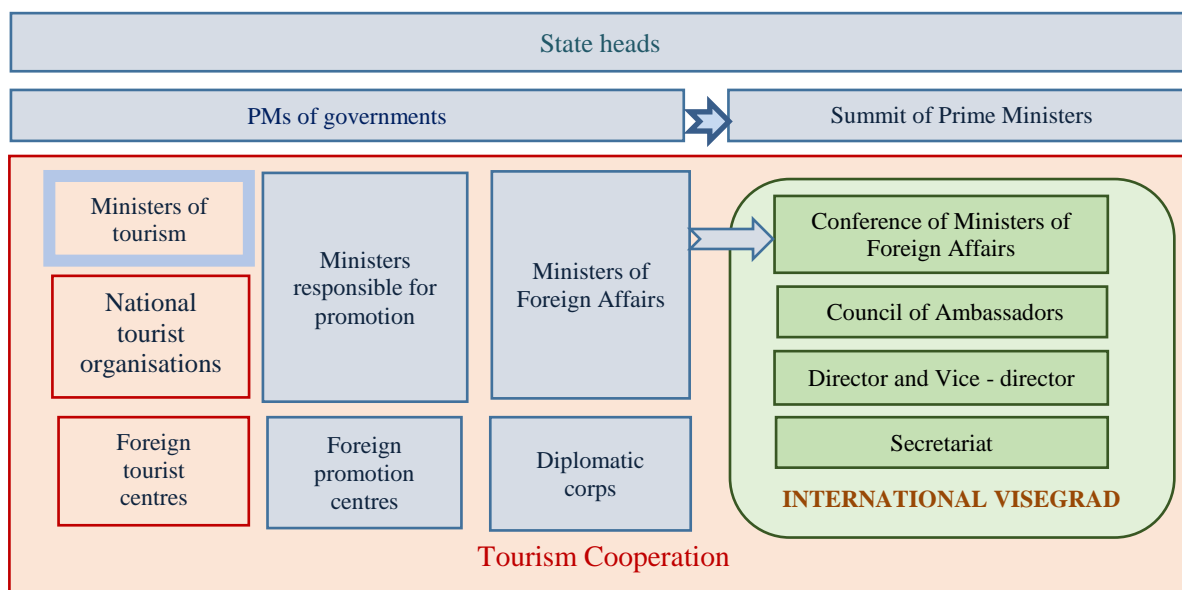 State heads
PMs of governments
Summit of Prime Ministers
Ministers of
tourism
National
tourist
organisations
Foreign
tourist
centres
Ministers
responsible for
promotion
Foreign
promotion
centres
Ministers of
Foreign Affairs
Diplomatic
corps
Conference of Ministers of
Foreign Affairs
Council of Ambassadors
Director and Vice - director
Secretariat
INTERNATIONAL VISEGRAD
Tourism Cooperation